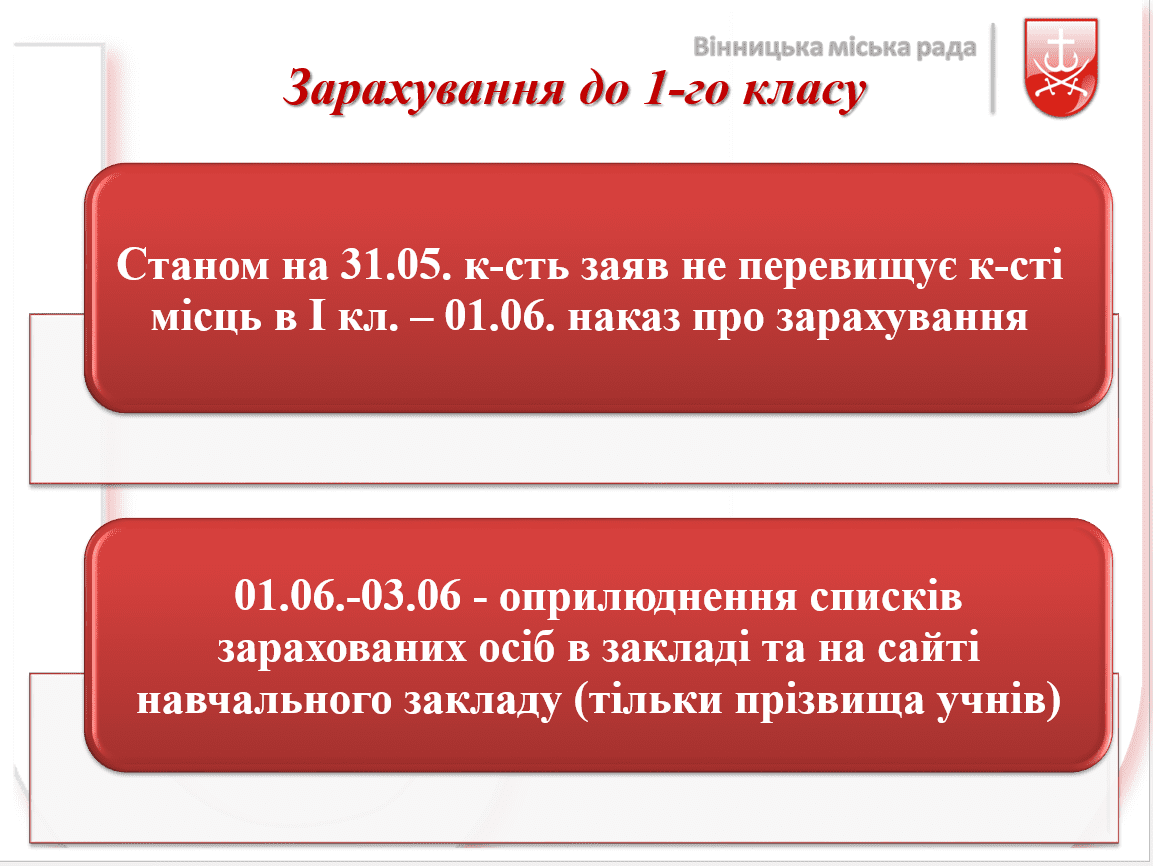 Вінницька міська рада
Зарахування до 1-го класу
Станом на 31.05. к-сть заяв не перевищує к-сті
місць в І кл. – 01.06. наказ про зарахування
01.06.-03.06 - оприлюднення списків
зарахованих осіб в закладі та на сайті
навчального закладу (тільки прізвища учнів)